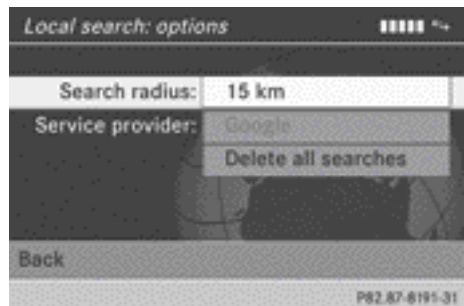 Local search: options
Search radius: 15 km
Service provider: Google
Delete all searches
Back
P82.87-8191-31